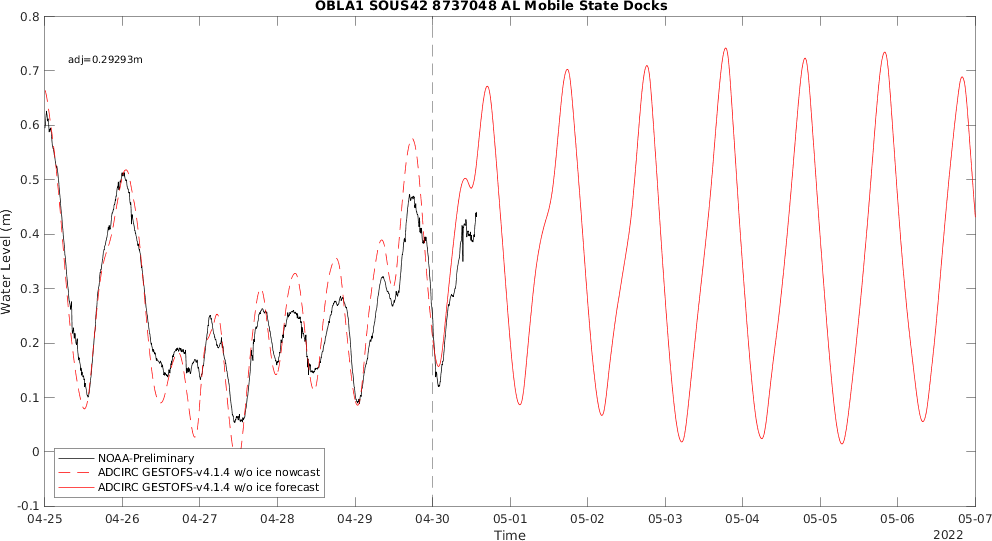 OBLA1 SOUS42 8737048 AL Mobile State Docks
adj=0.29293m
Water Level (m)
0.8
0.7
0.6
0.5
0.4
0.3
0.2
0.1
0
-0.1
NOAA-Preliminary
ADCIRC GESTOFS-v4.1.4 w/o ice nowcast
ADCIRC GESTOFS-v4.1.4 w/o ice forecast
04-25 04-26 04-27 04-28 04-29 04-30 05-01 05-02 05-03 05-04 05-05 05-06 05-07
Time
2022